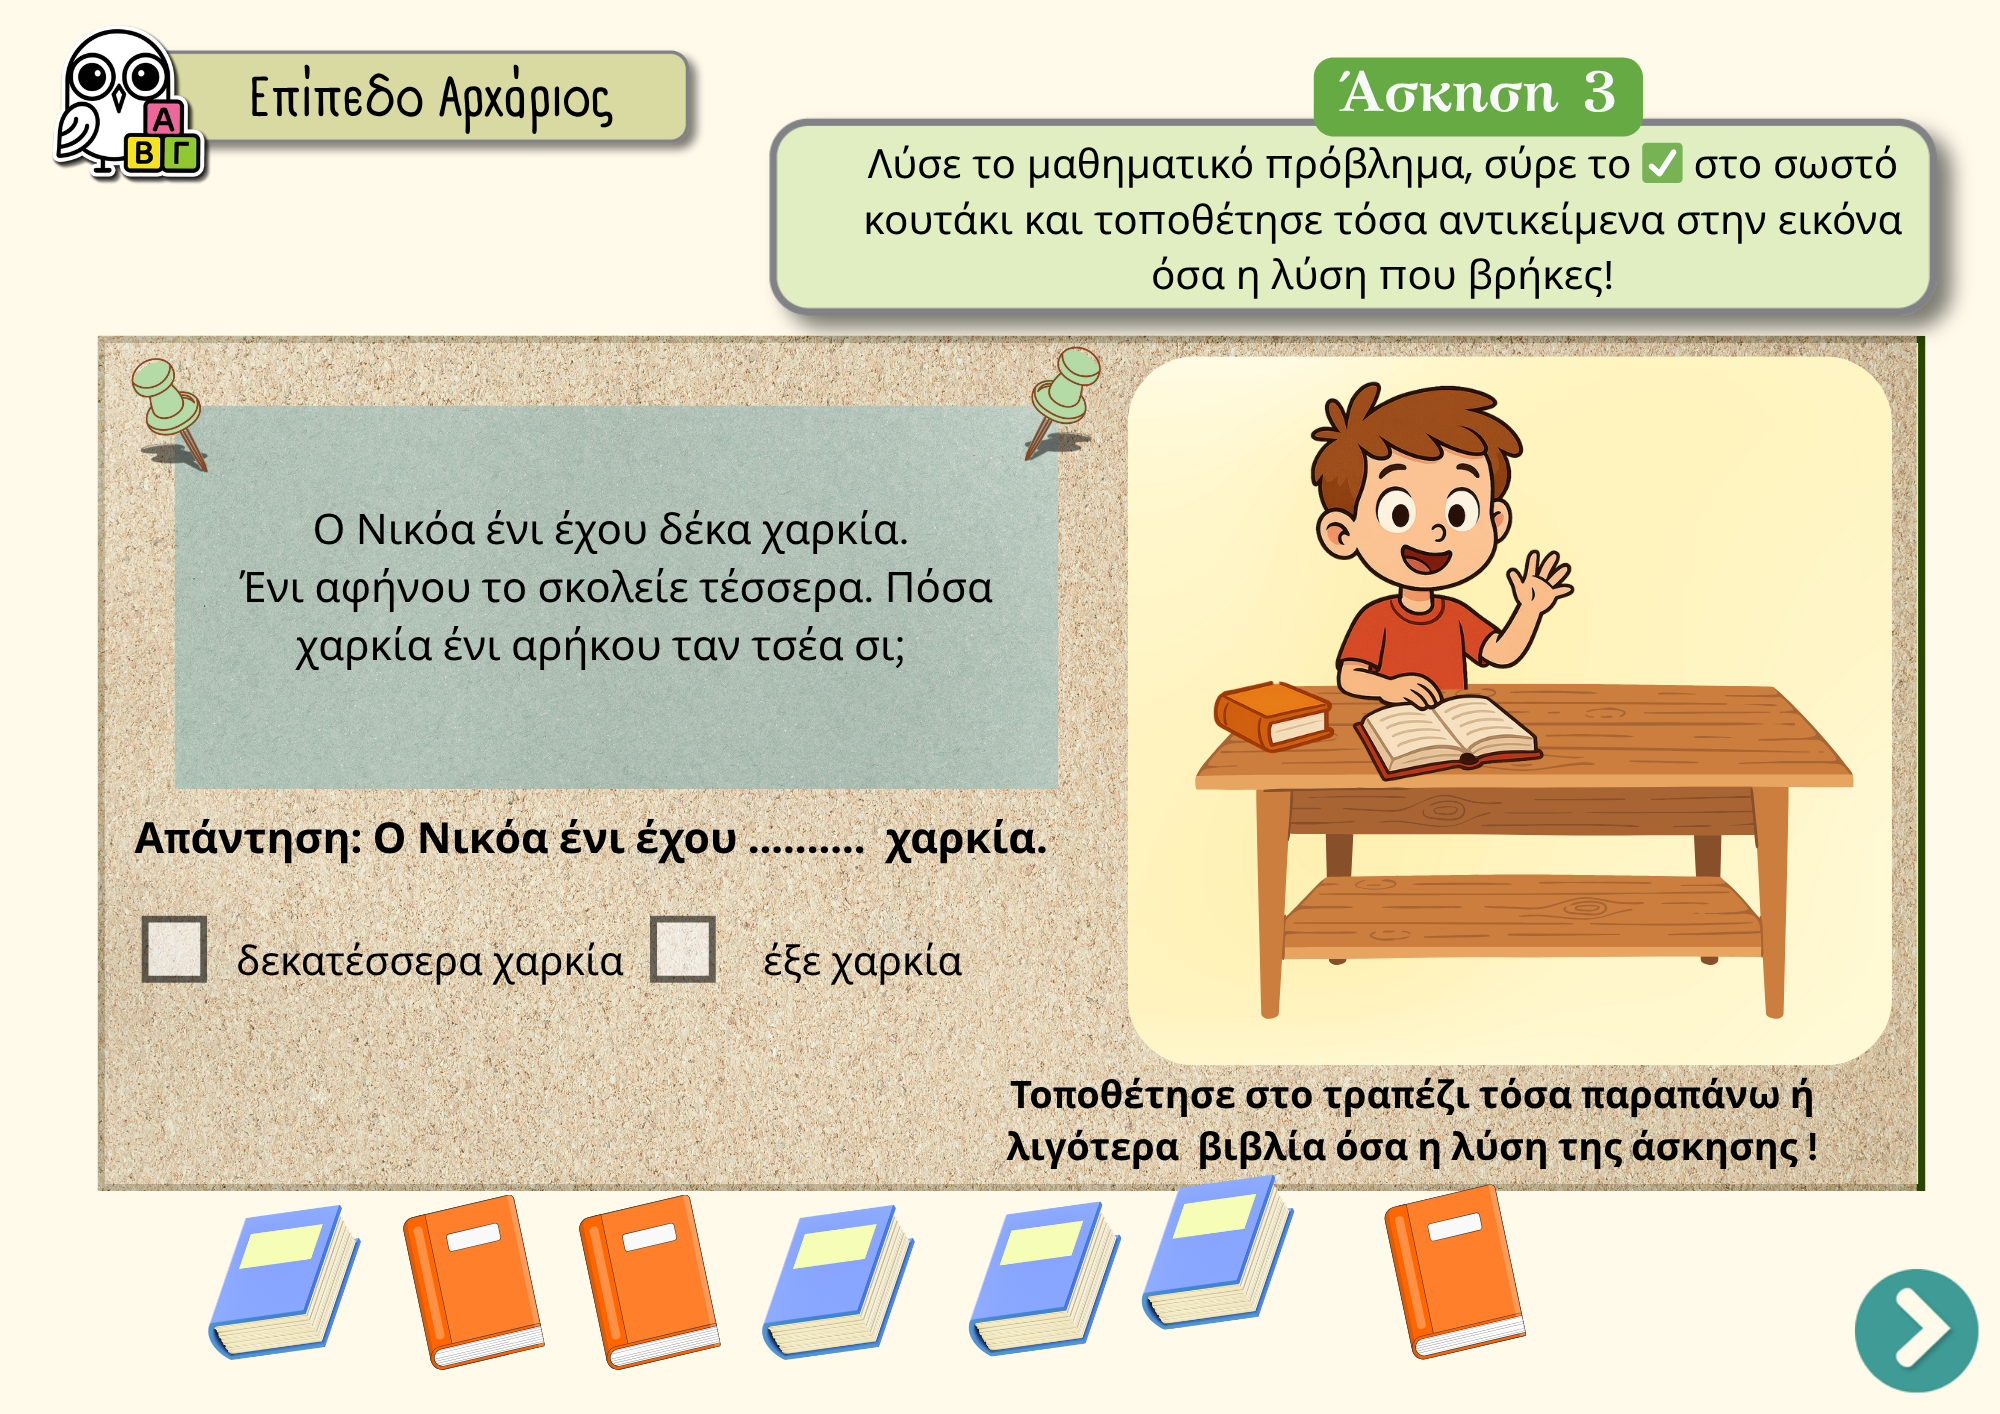 Επίπεδο Αρχάριος
Α
Β Γ
Άσκηση 3
Λύσε το μαθηματικό πρόβλημα, σύρε το ✅ στο σωστό
κουτάκι και τοποθέτησε τόσα αντικείμενα στην εικόνα
όσα η λύση που βρήκες!
Ο Νικόα ένι έχου δέκα χαρκία.
Ένι αφήνου το σκολείε τέσσερα. Πόσα
χαρκία ένι αρήκου ταν τσέα σι;
Απάντηση: Ο Νικόα ένι έχου .......... χαρκία.
δεκατέσσερα χαρκία
έξε χαρκία
Τοποθέτησε στο τραπέζι τόσα παραπάνω ή
λιγότερα βιβλία όσα η λύση της άσκησης !